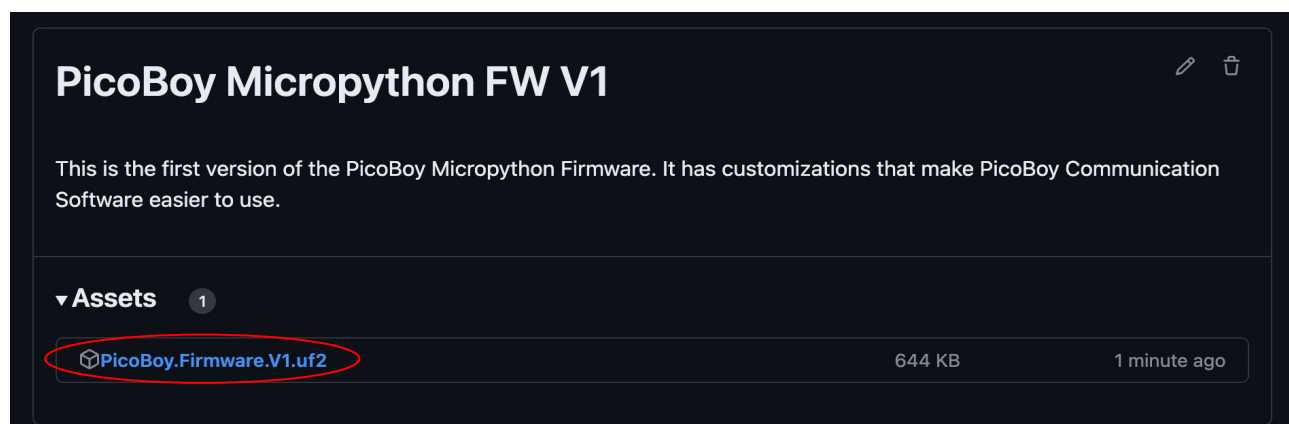 PicoBoy Micropython FW V1
This is the first version of the PicoBoy Micropython Firmware. It has customizations that make PicoBoy Communication
Software easier to use.
Assets 1
PicoBoy.Firmware.V1.uf2 644 KB 1 minute ago